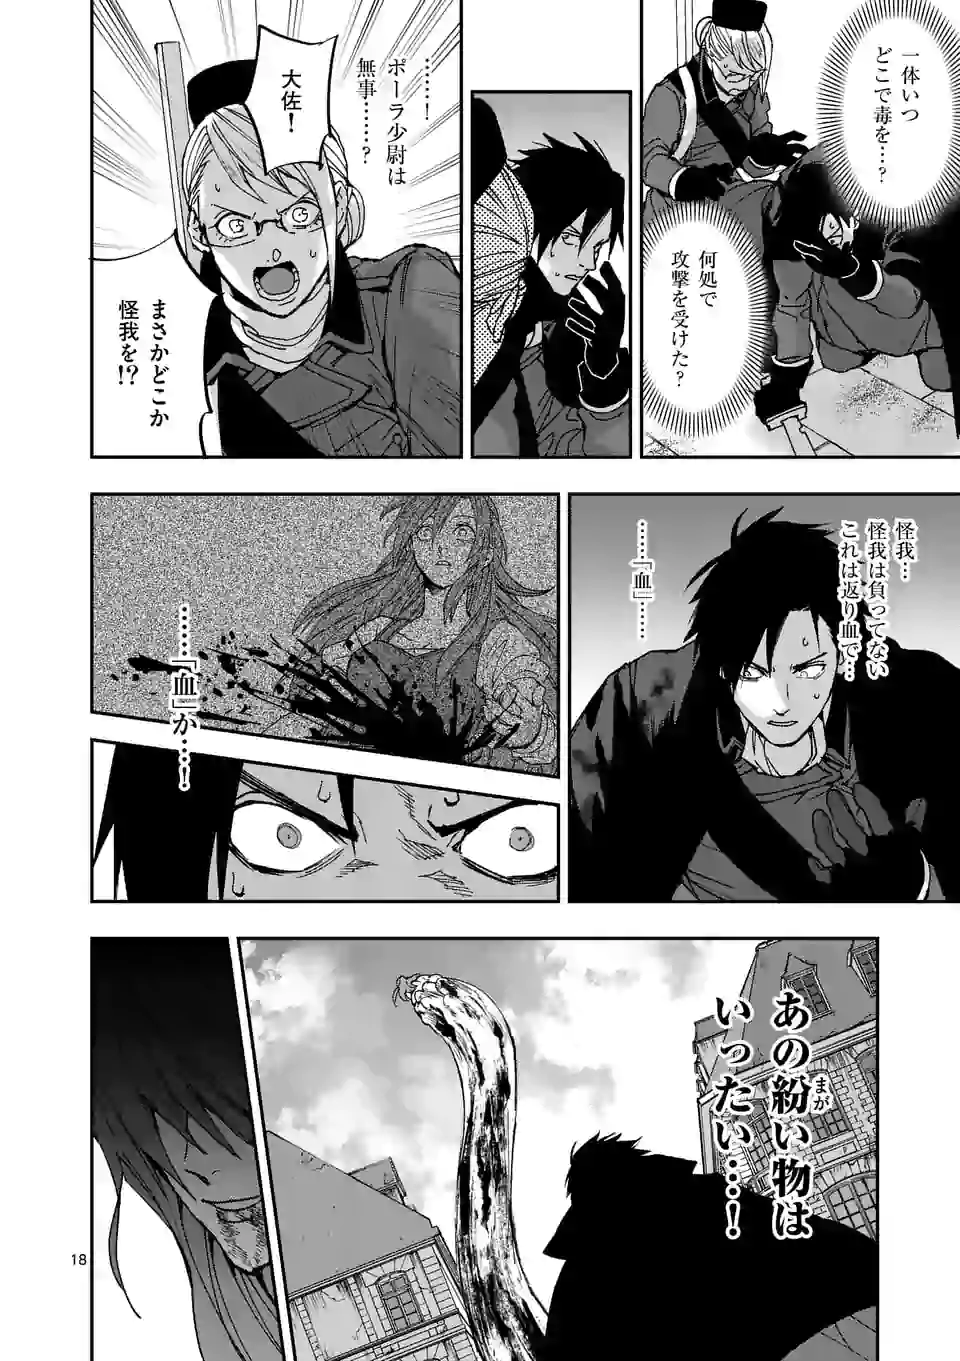 一体いつ
どこで毒を…？
何処で
攻撃を受けた？
………！
ポーラ少尉は
無事………？
大佐！
まさかどこか
怪我を!?
怪我…
怪我は負ってない
これは返り血で…
……「血」……
……「血」か…！
あの紛い物は
まが
いったい…！
18